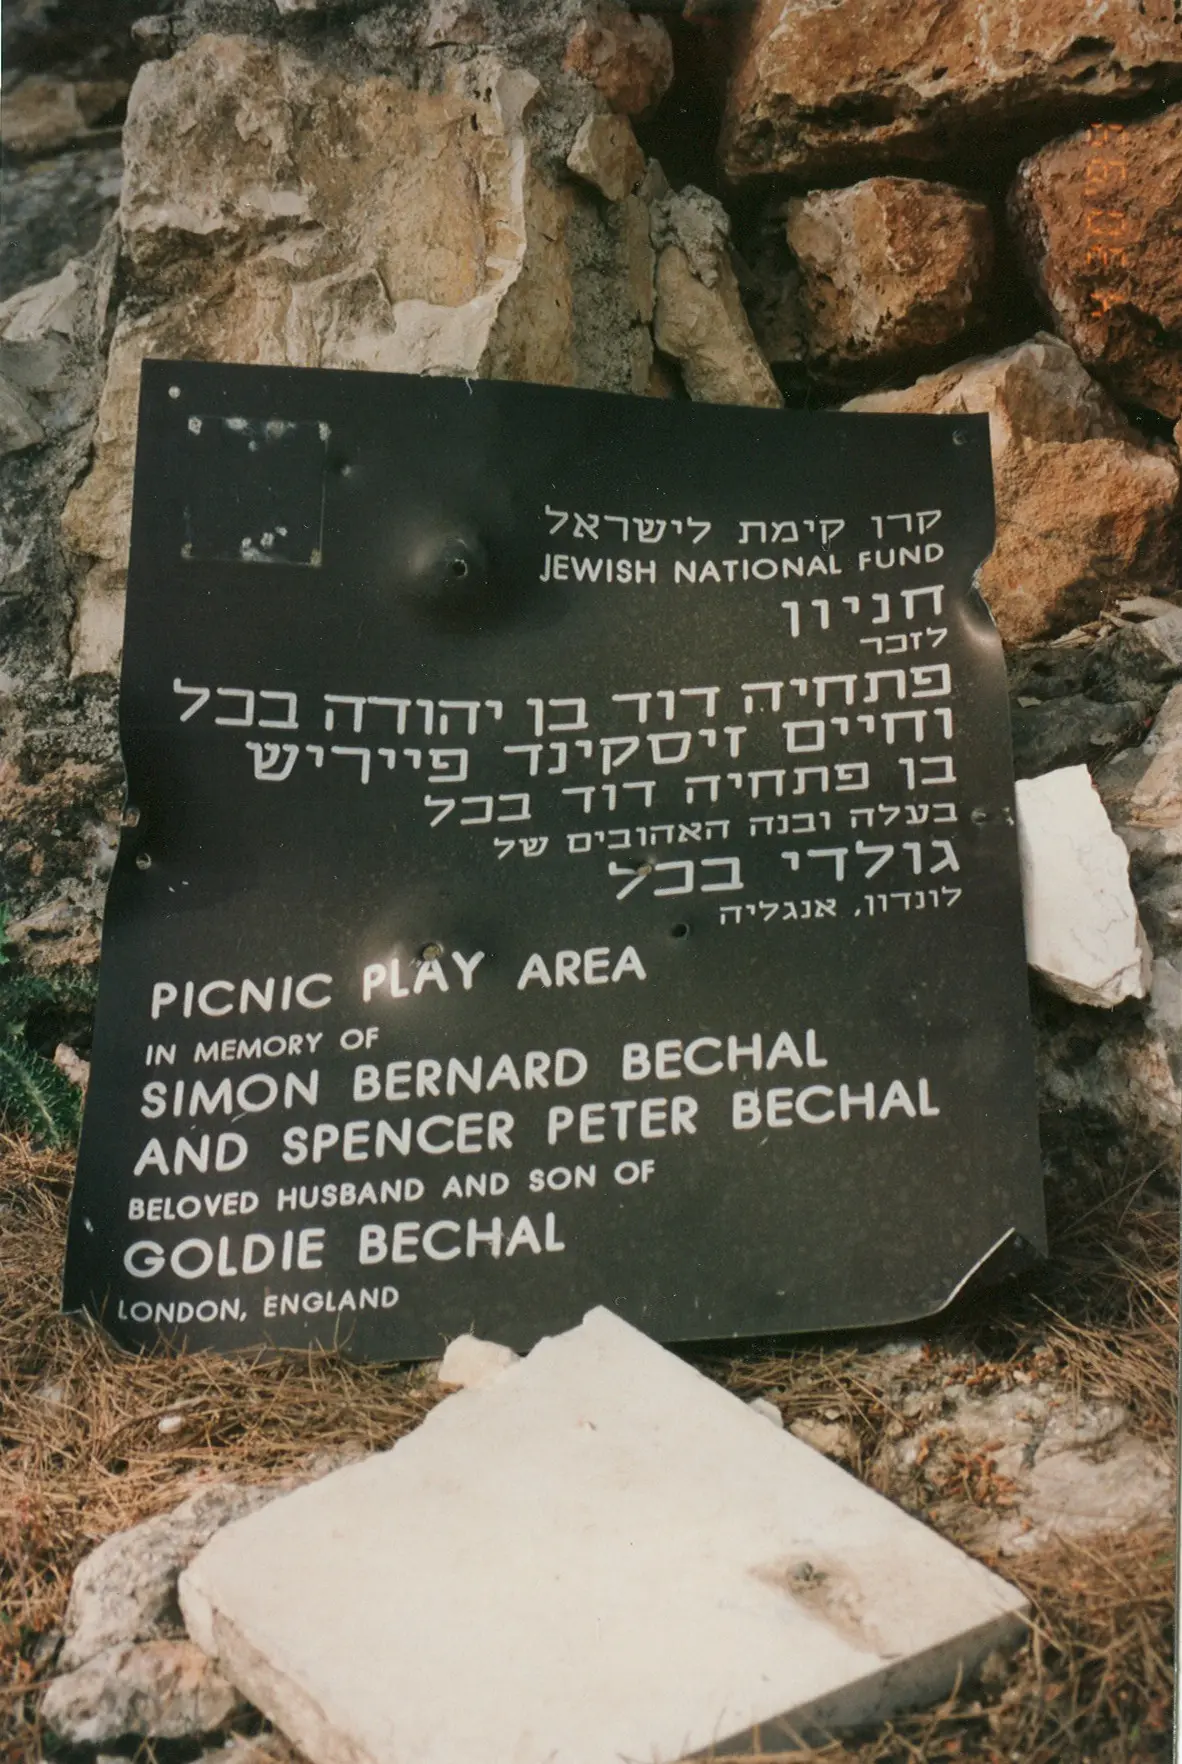 קרן קימת לישראל
JEWISH NATIONAL FUND
חניון
לזכר
פתחיה דוד בן יהודה בכל
וחיים זיסקינד פייריש
בן פתחיה דוד בכל
בעלה ובנה האהובים של
גולדי בכל
לונדון, אנגליה
PICNIC PLAY AREA
IN MEMORY OF
SIMON BERNARD BECHAL
AND SPENCER PETER BECHAL
BELOVED HUSBAND AND SON OF
GOLDIE BECHAL
LONDON, ENGLAND